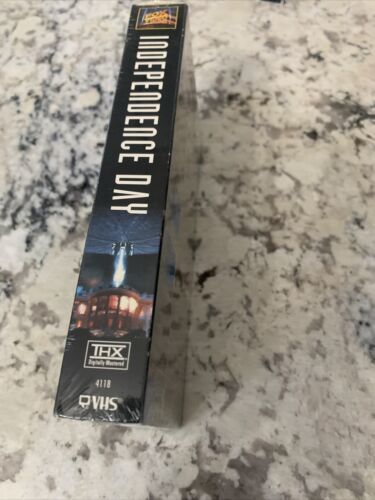 INDEPENDENCE DAY
THX
Digitally Mastered
4118
VHS